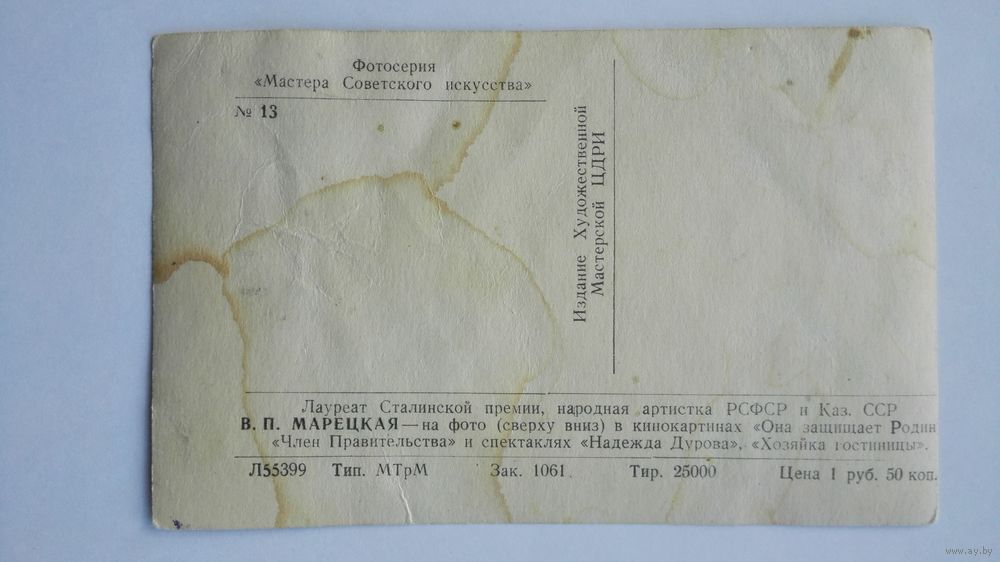 Фотосерия
«Мастера Советского искусства»
№ 13
Издание Художественной
Мастерской ЦДРИ
Лауреат Сталинской премии, народная артистка РСФСР и Каз. ССР
В. П. МАРЕЦКАЯ — на фото (сверху вниз) в кинокартинах «Она защищает Родин
«Член Правительства» и спектаклях «Надежда Дурова», «Хозяйка гостиницы».
Л55399 Тип. МТрМ Зак. 1061. Тир. 25000 Цена 1 руб. 50 коп.
www.ay.by